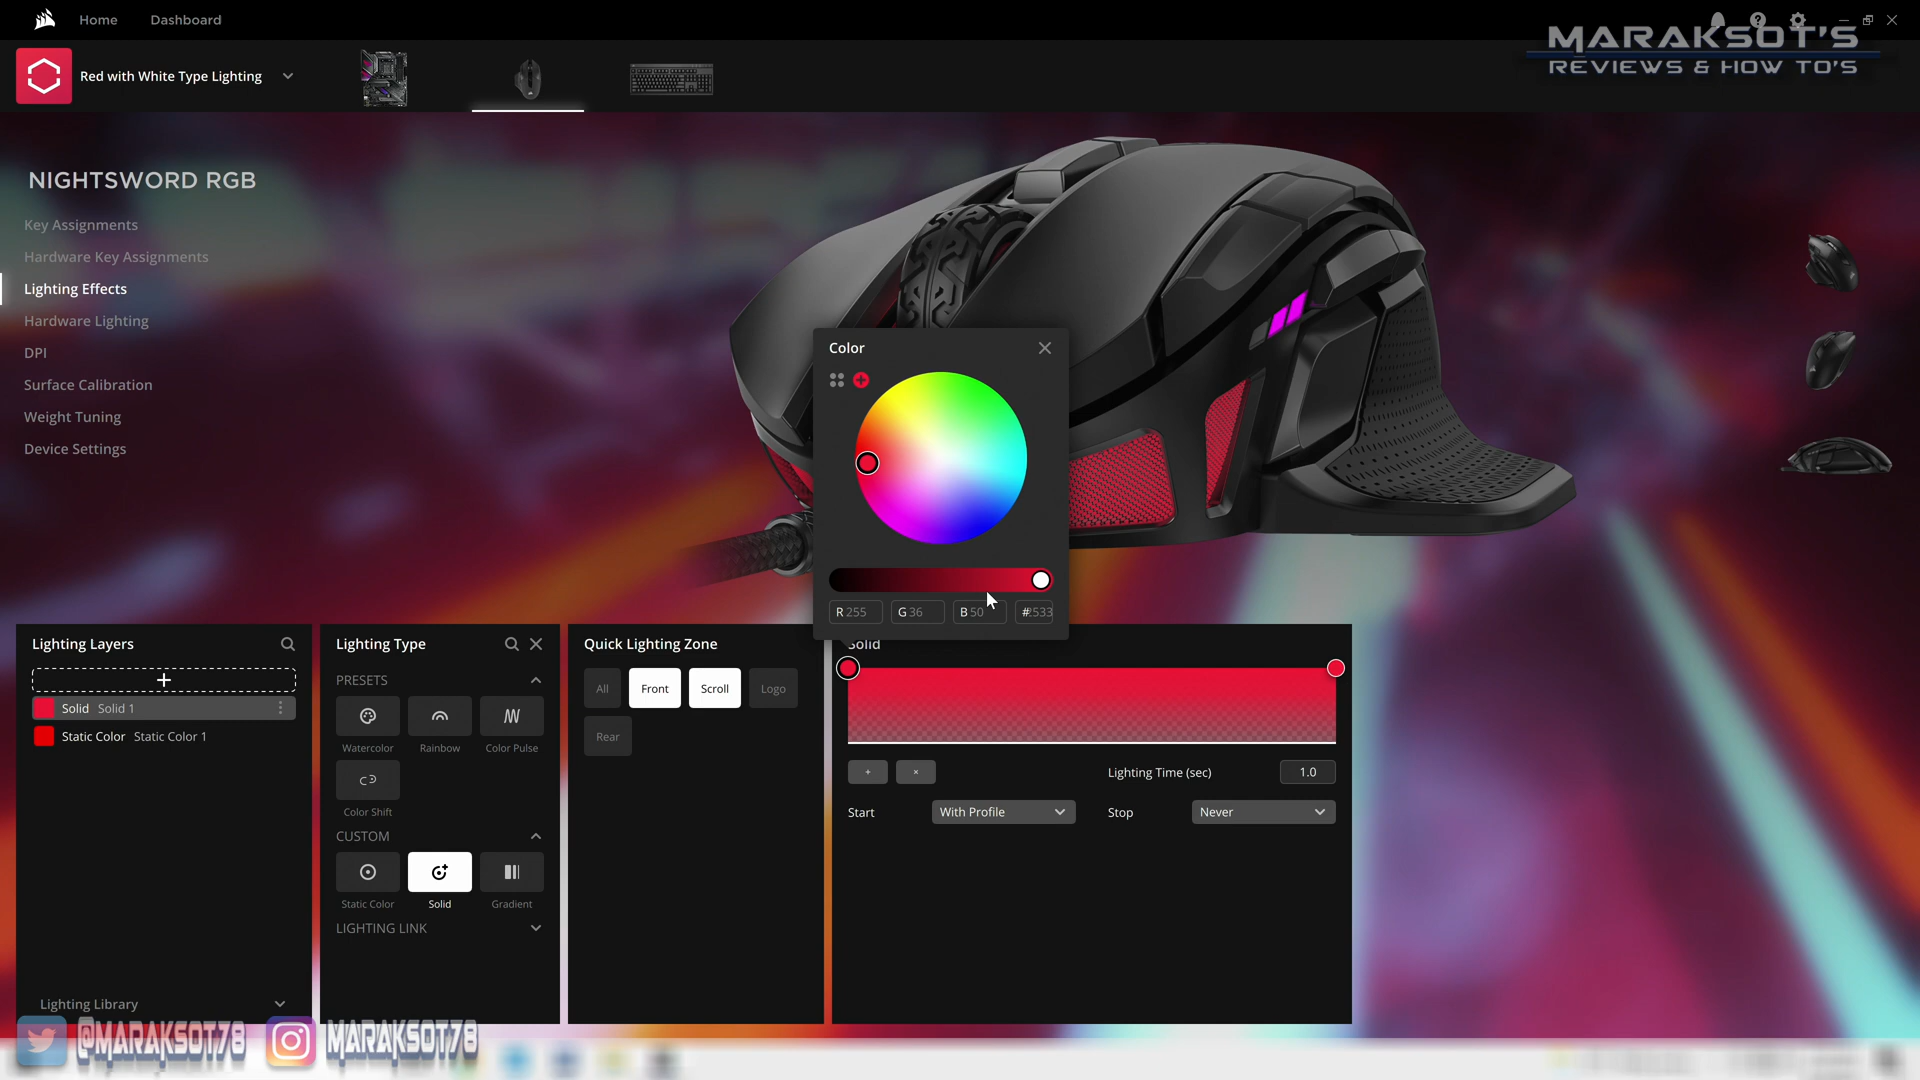 Home
Dashboard
MARAKSOT'S
REVIEWS & HOW TO'S
Red with White Type Lighting
NIGHTSWORD RGB
Key Assignments
Hardware Key Assignments
Lighting Effects
Hardware Lighting
DPI
Surface Calibration
Weight Tuning
Device Settings
Color
R 255
G 36
B 50
#533
Lighting Layers
Solid Solid 1
Static Color Static Color 1
Lighting Library
Lighting Type
PRESETS
Watercolor
Rainbow
Color Pulse
Color Shift
CUSTOM
Static Color
Solid
Gradient
LIGHTING LINK
Quick Lighting Zone
All
Front
Scroll
Logo
Rear
Solid
Lighting Time (sec)
1.0
Start
With Profile
Stop
Never
@MARAKSOT78
MARAKSOT78